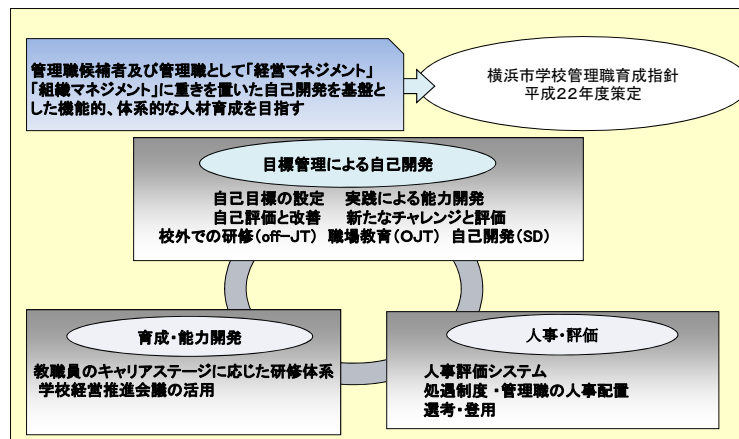 管理職候補者及び管理職として「経営マネジメント」
「組織マネジメント」に重きを置いた自己開発を基盤と
した機能的、体系的な人材育成を目指す
横浜市学校管理職育成指針
平成22年度策定
目標管理による自己開発
自己目標の設定　実践による能力開発
自己評価と改善　新たなチャレンジと評価
校外での研修(off-JT) 職場教育(OJT) 自己開発(SD)
育成・能力開発
教職員のキャリアステージに応じた研修体系
学校経営推進会議の活用
人事・評価
人事評価システム
処遇制度・管理職の人事配置
選考・登用